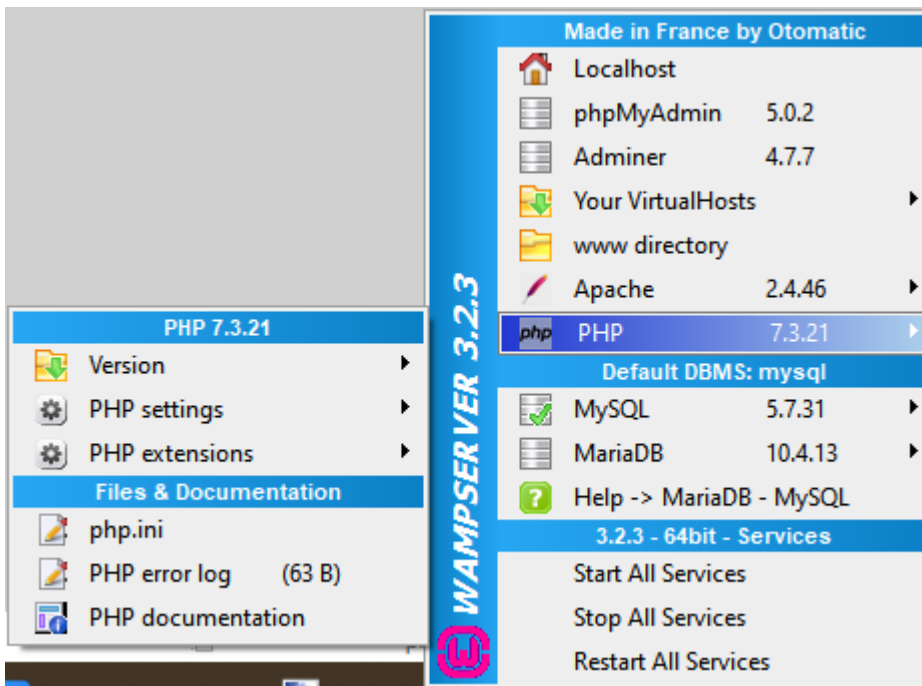 Made in France by Otomatic
Localhost
phpMyAdmin 5.0.2
Adminer 4.7.7
Your VirtualHosts
www directory
Apache 2.4.46
php PHP 7.3.21
Default DBMS: mysql
MySQL 5.7.31
MariaDB 10.4.13
Help -> MariaDB - MySQL
3.2.3 - 64bit - Services
Start All Services
Stop All Services
Restart All Services
WAMPSERVER 3.2.3
PHP 7.3.21
Version
PHP settings
PHP extensions
Files & Documentation
php.ini
PHP error log (63 B)
PHP documentation